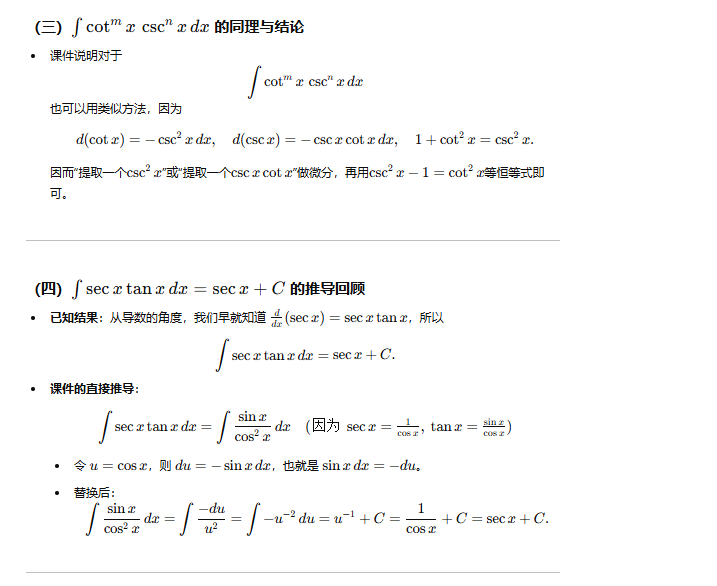 (三) ∫ cotᵐ x cscⁿ x dx 的同理与结论
• 课件说明对于
∫ cotᵐ x cscⁿ x dx
也可以用类似方法，因为
d(cot x) = − csc² x dx, d(csc x) = − csc x cot x dx, 1 + cot² x = csc² x.
因而"提取一个csc² x"或"提取一个csc x cot x"做微分，再用csc² x − 1 = cot² x等恒等式即
可。
(四) ∫ sec x tan x dx = sec x + C 的推导回顾
• 已知结果：从导数的角度，我们早就知道 d/dx (sec x) = sec x tan x，所以
∫ sec x tan x dx = sec x + C.
• 课件的直接推导：
∫ sec x tan x dx = ∫ sin x/cos² x dx (因为 sec x = 1/cos x, tan x = sin x/cos x)
• 令 u = cos x，则 du = − sin x dx，也就是 sin x dx = −du。
• 替换后：
∫ sin x/cos² x dx = ∫ −du/u² = ∫ −u⁻² du = u⁻¹ + C = 1/cos x + C = sec x + C.